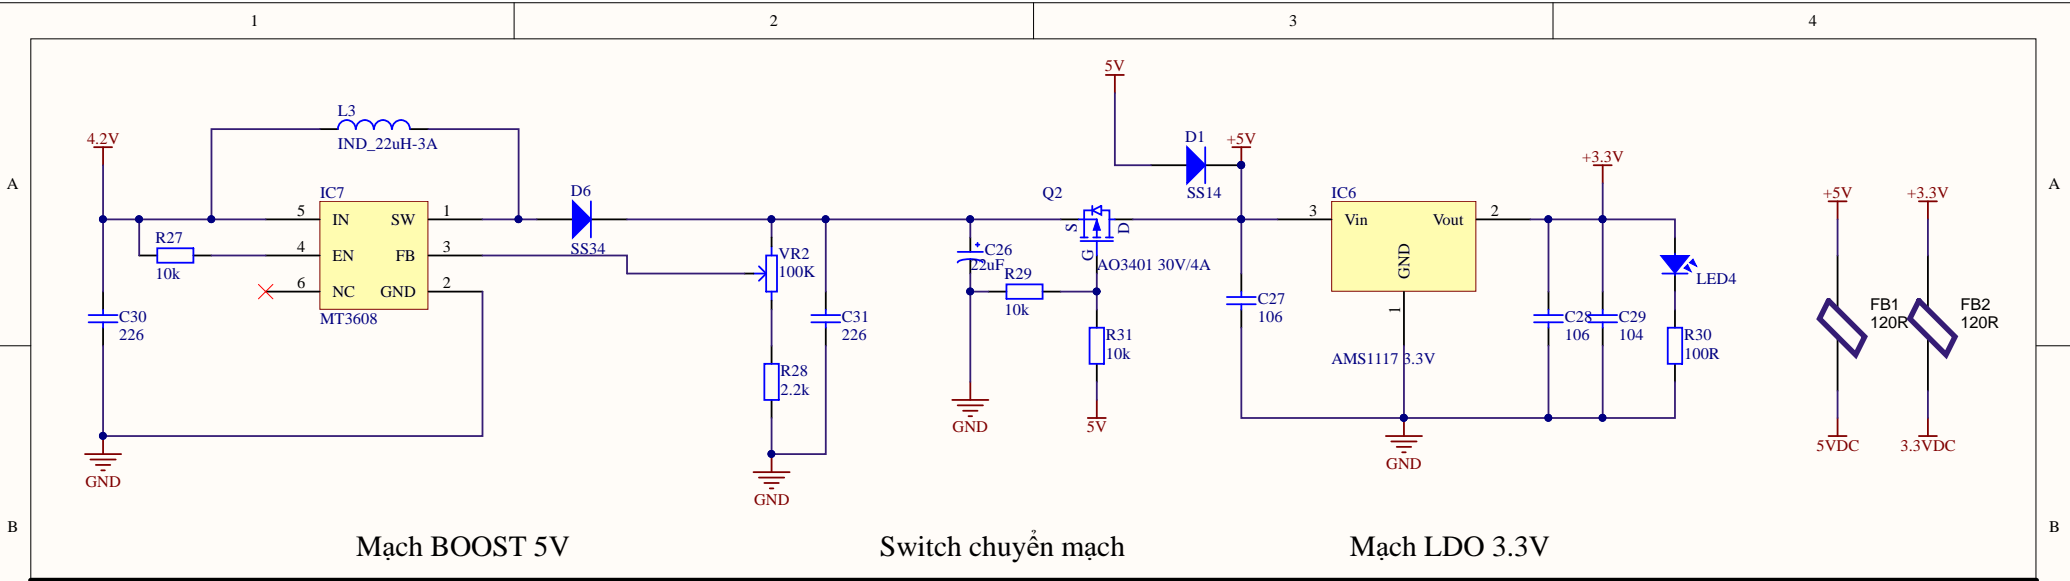 1
2
3
4
A
A
B
B
4.2V
L3
IND_22uH-3A
IC7
5
IN
SW
1
4
EN
FB
3
6
NC
GND
2
MT3608
R27
10k
C30
226
GND
D6
SS34
VR2
100K
R28
2.2k
C31
226
GND
Mạch BOOST 5V
C26
22uF
GND
R29
10k
Q2
S
D
G
AO3401 30V/4A
R31
10k
5V
5V
D1
SS14
+5V
C27
106
Switch chuyển mạch
IC6
3
Vin
Vout
2
GND
1
AMS1117 3.3V
GND
C28
106
C29
104
+3.3V
LED4
R30
100R
Mạch LDO 3.3V
+5V
FB1
120R
5VDC
+3.3V
FB2
120R
3.3VDC